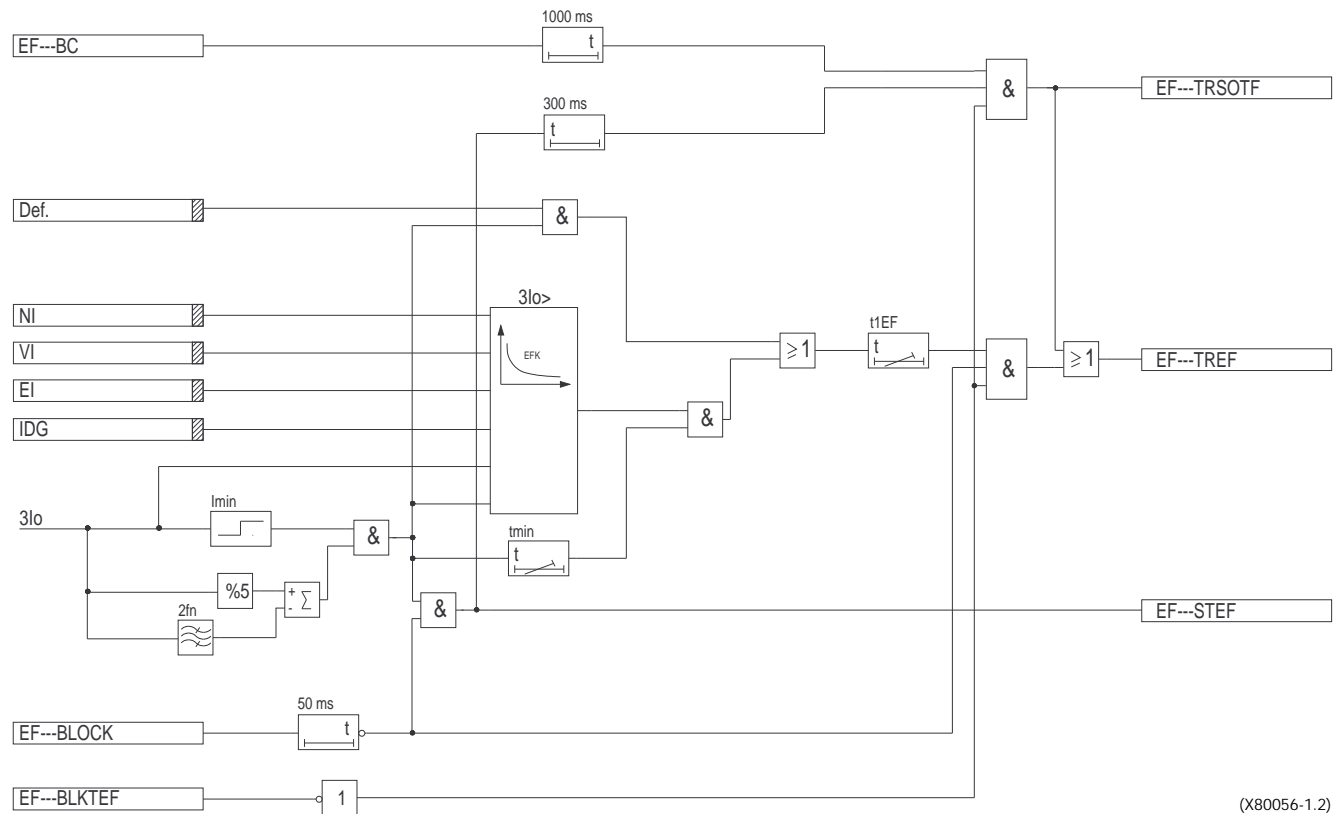 1000 ms
EF---BC
t
EF---TRSOTF
&
300 ms
t
Def.
&
NI
3Io>
VI
EFK
t1EF
≥1
t
&
≥1
EF---TREF
EI
IDG
&
Imin
3Io
&
tmin
t
%5
+
-
Σ
2fn
&
EF---STEF
50 ms
EF---BLOCK
t
EF---BLKTEF
1
(X80056-1.2)